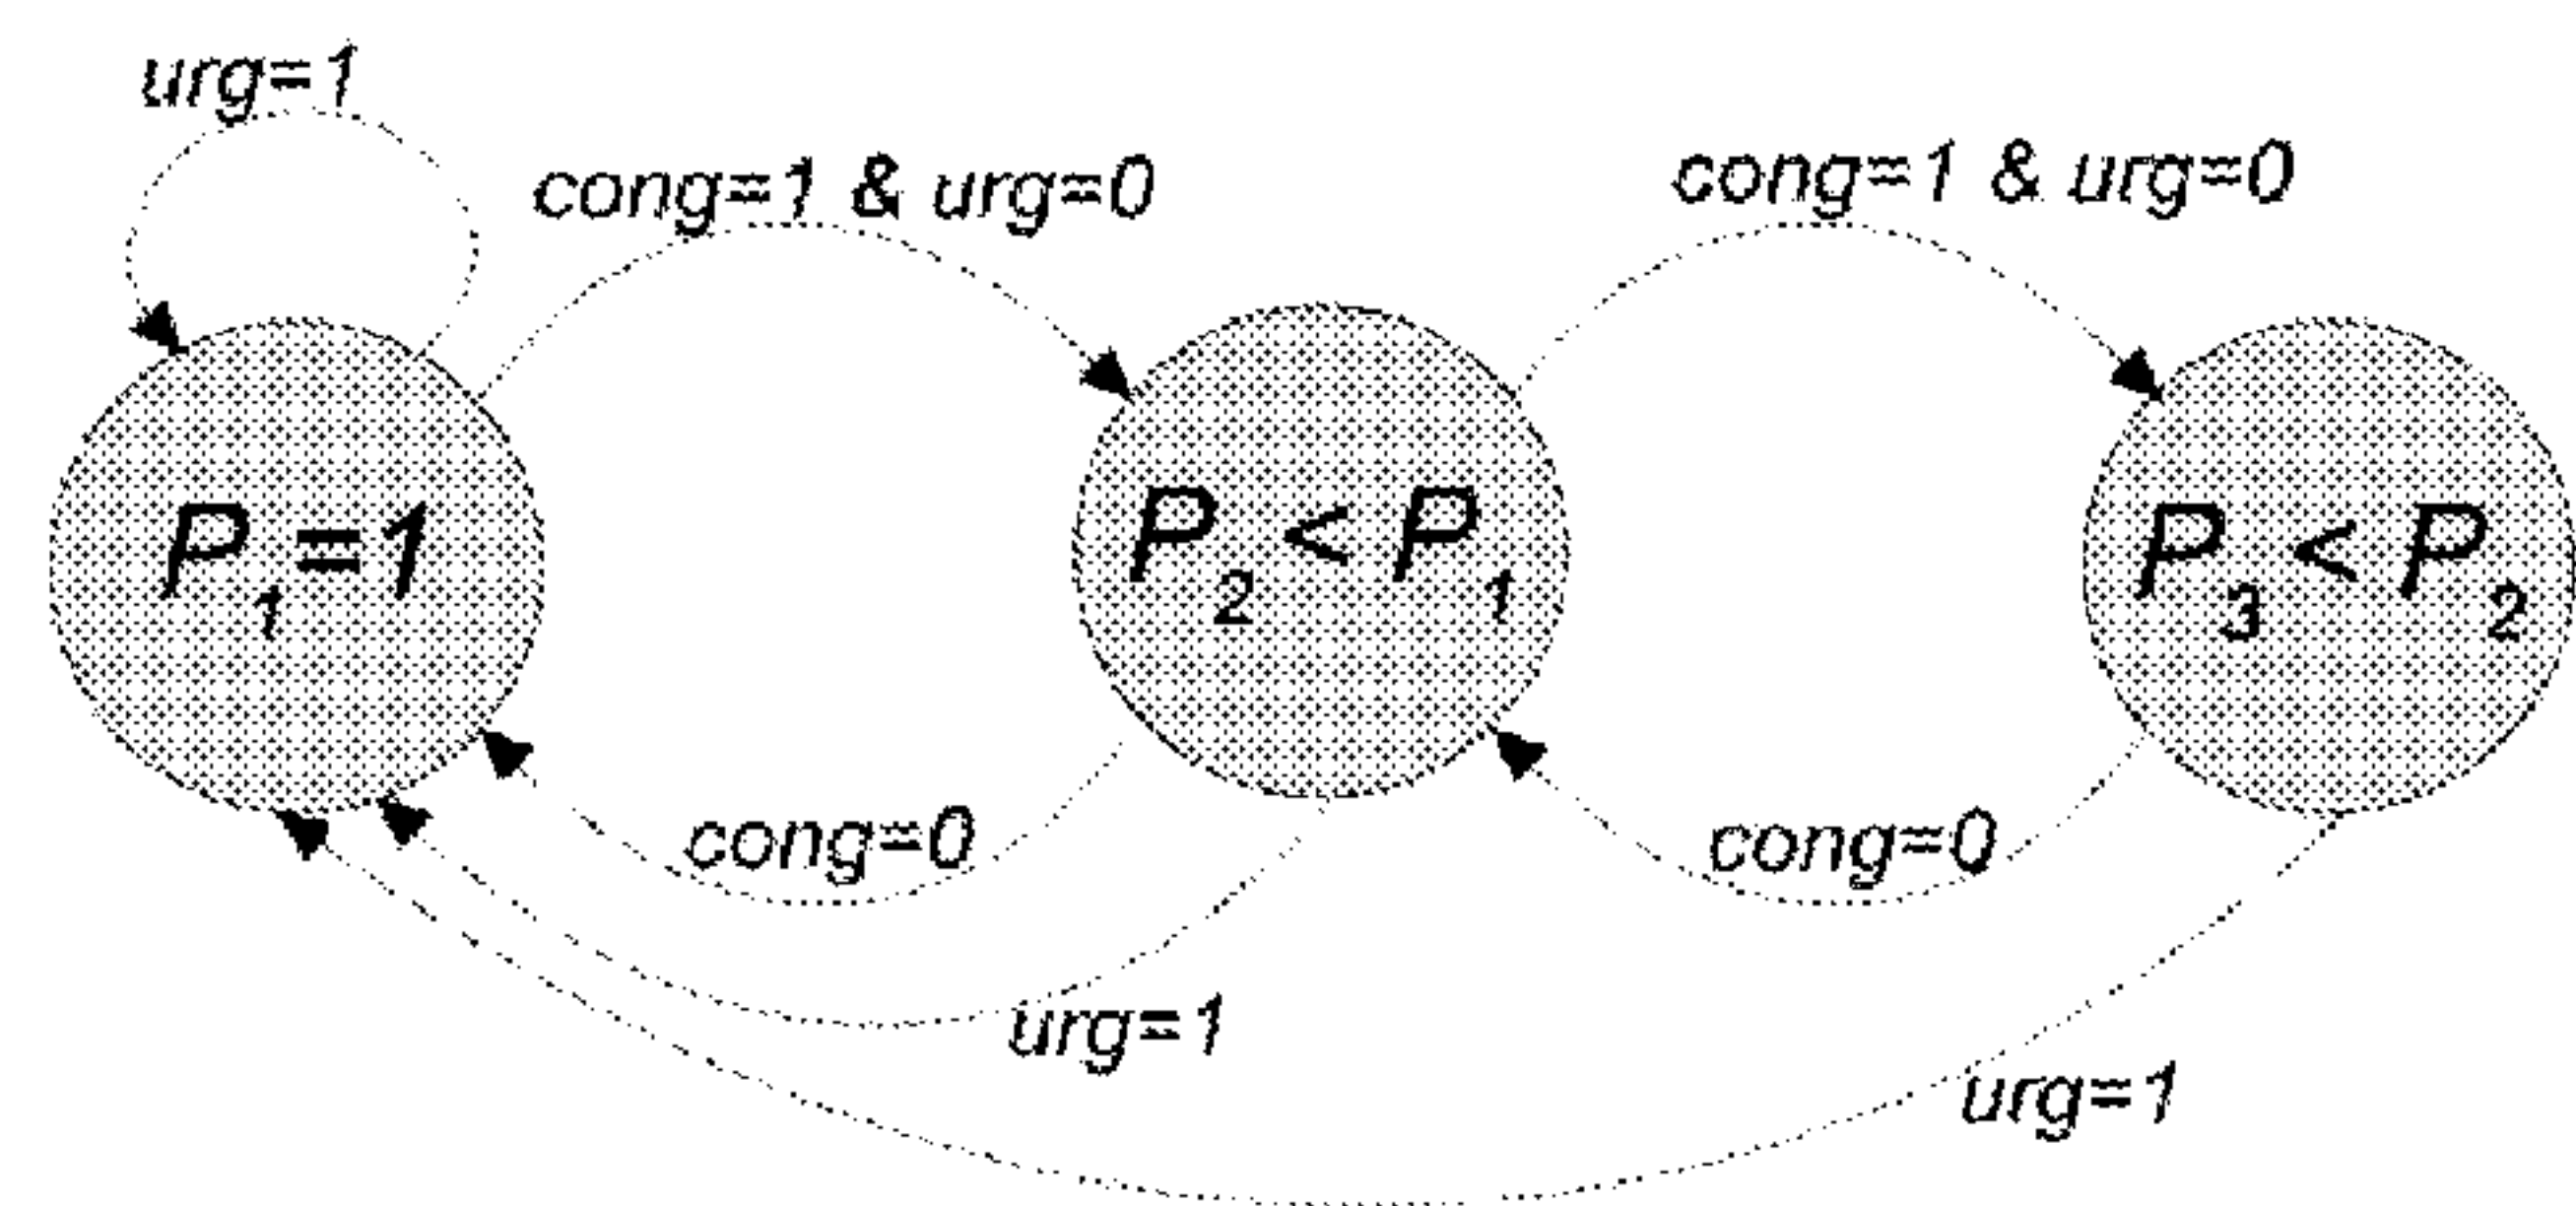 urg=1
cong=1 & urg=0
cong=1 & urg=0
P₁=1
P₂ < P₁
P₃ < P₂
cong=0
cong=0
urg=1
urg=1